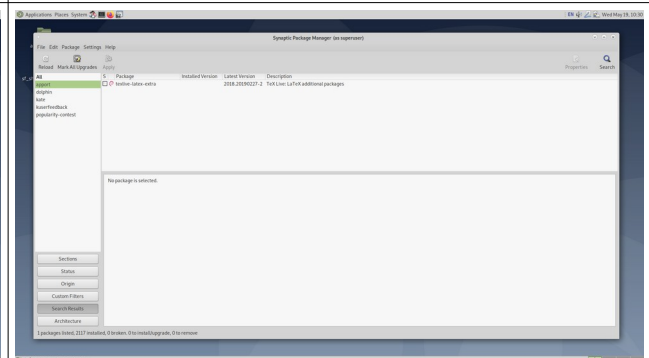 Applications Places System EN Wed May 19, 10:30
Synaptic Package Manager (as superuser)
File Edit Package Settings Help
Reload Mark All Upgrades Apply Properties Search
All
apport
dolphin
kate
kuserfeedback
popularity-contest
S Package Installed Version Latest Version Description
texlive-latex-extra 2018.20190227-2 TeX Live: LaTeX additional packages
No package is selected.
Sections
Status
Origin
Custom Filters
Search Results
Architecture
1 packages listed, 2117 installed, 0 broken. 0 to install/upgrade, 0 to remove